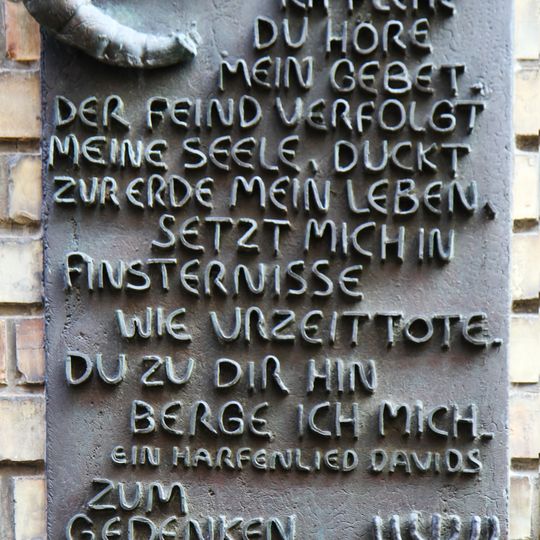 DU HÖRE
MEIN GEBET.
DER FEIND VERFOLGT
MEINE SEELE, DUCKT
ZUR ERDE MEIN LEBEN,
SETZT MICH IN
FINSTERNISSE
WIE URZEITTOTE.
DU ZU DIR HIN
BERGE ICH MICH.
EIN HARFENLIED DAVIDS
ZUM
GEDENKEN